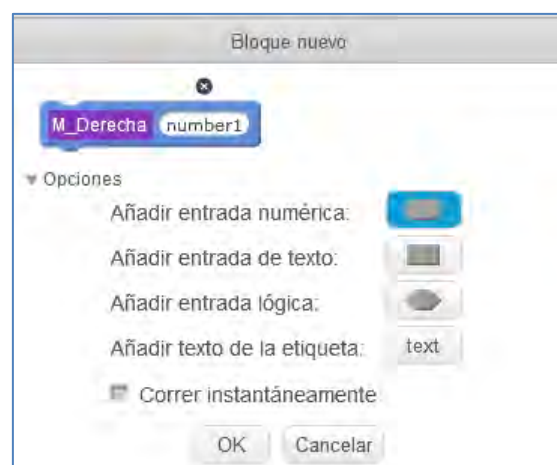 Bloque nuevo
M_Derecha number1
Opciones
Añadir entrada numérica:
Añadir entrada de texto:
Añadir entrada lógica:
Añadir texto de la etiqueta: text
Correr instantáneamente
OK Cancelar